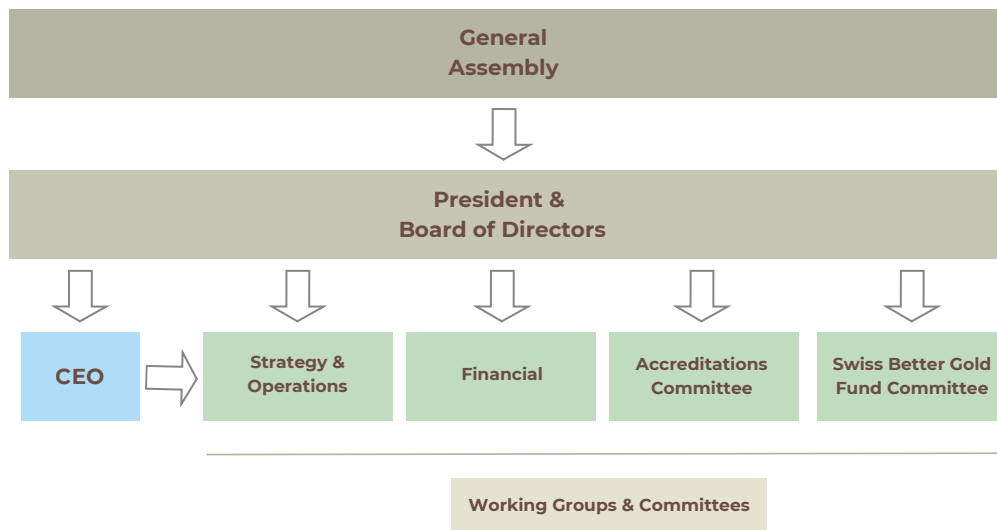 General
Assembly
President &
Board of Directors
CEO
Strategy &
Operations
Financial
Accreditations
Committee
Swiss Better Gold
Fund Committee
Working Groups & Committees